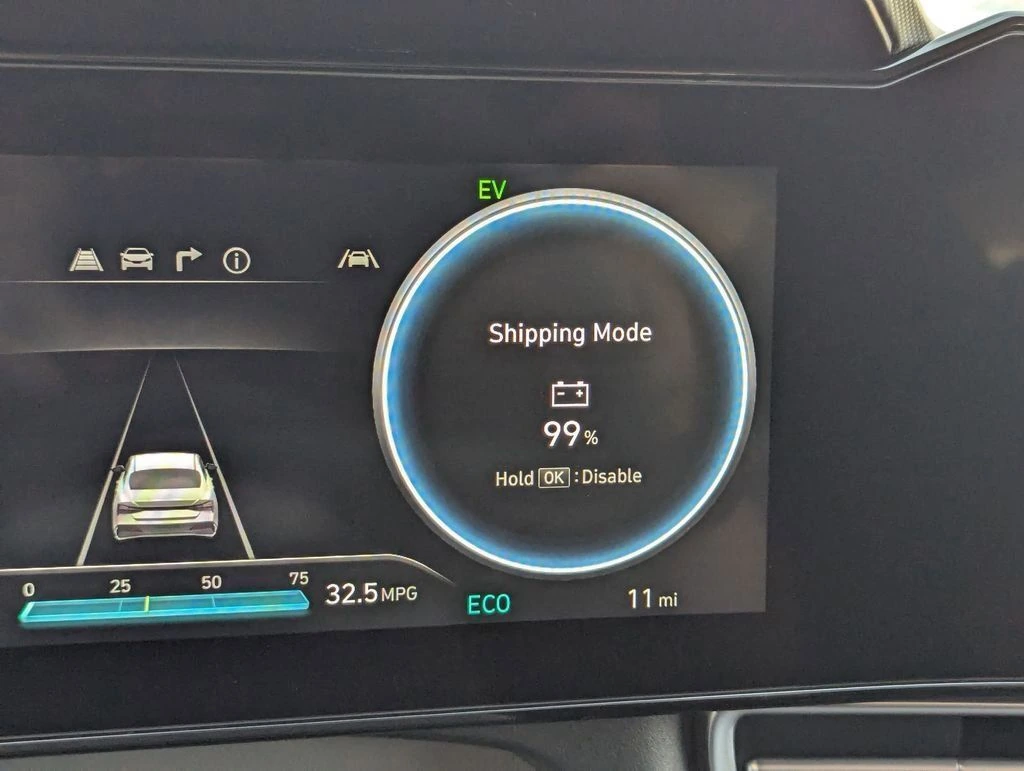 EV
Shipping Mode
99%
Hold OK : Disable
0 25 50 75
32.5 MPG
ECO
11 mi